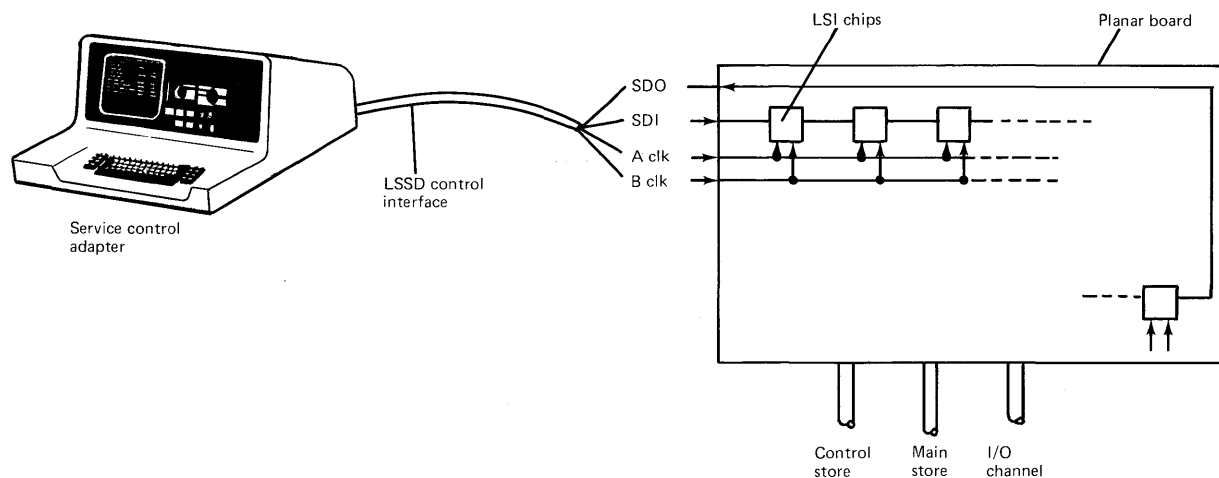 LSI chips
Planar board
SDO
SDI
A clk
B clk
LSSD control
interface
Service control
adapter
Control
store
Main
store
I/O
channel